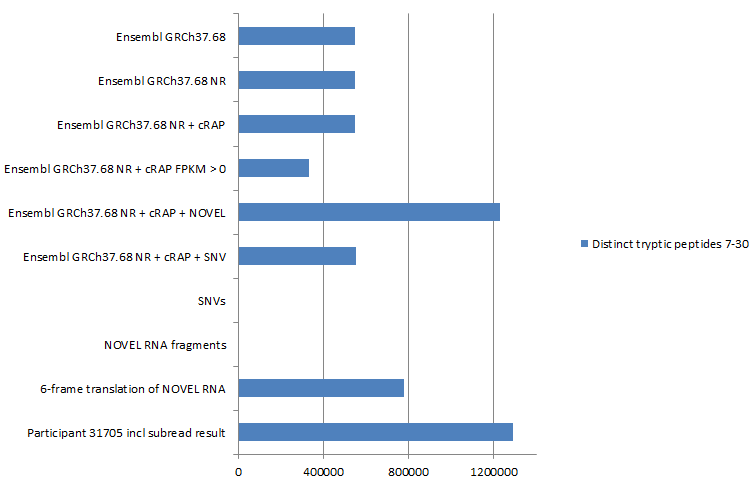 Ensembl GRCh37.68
Ensembl GRCh37.68 NR
Ensembl GRCh37.68 NR + cRAP
Ensembl GRCh37.68 NR + cRAP FPKM > 0
Ensembl GRCh37.68 NR + cRAP + NOVEL
Ensembl GRCh37.68 NR + cRAP + SNV
SNVs
NOVEL RNA fragments
6-frame translation of NOVEL RNA
Participant 31705 incl subread result
0 400000 800000 1200000
Distinct tryptic peptides 7-30